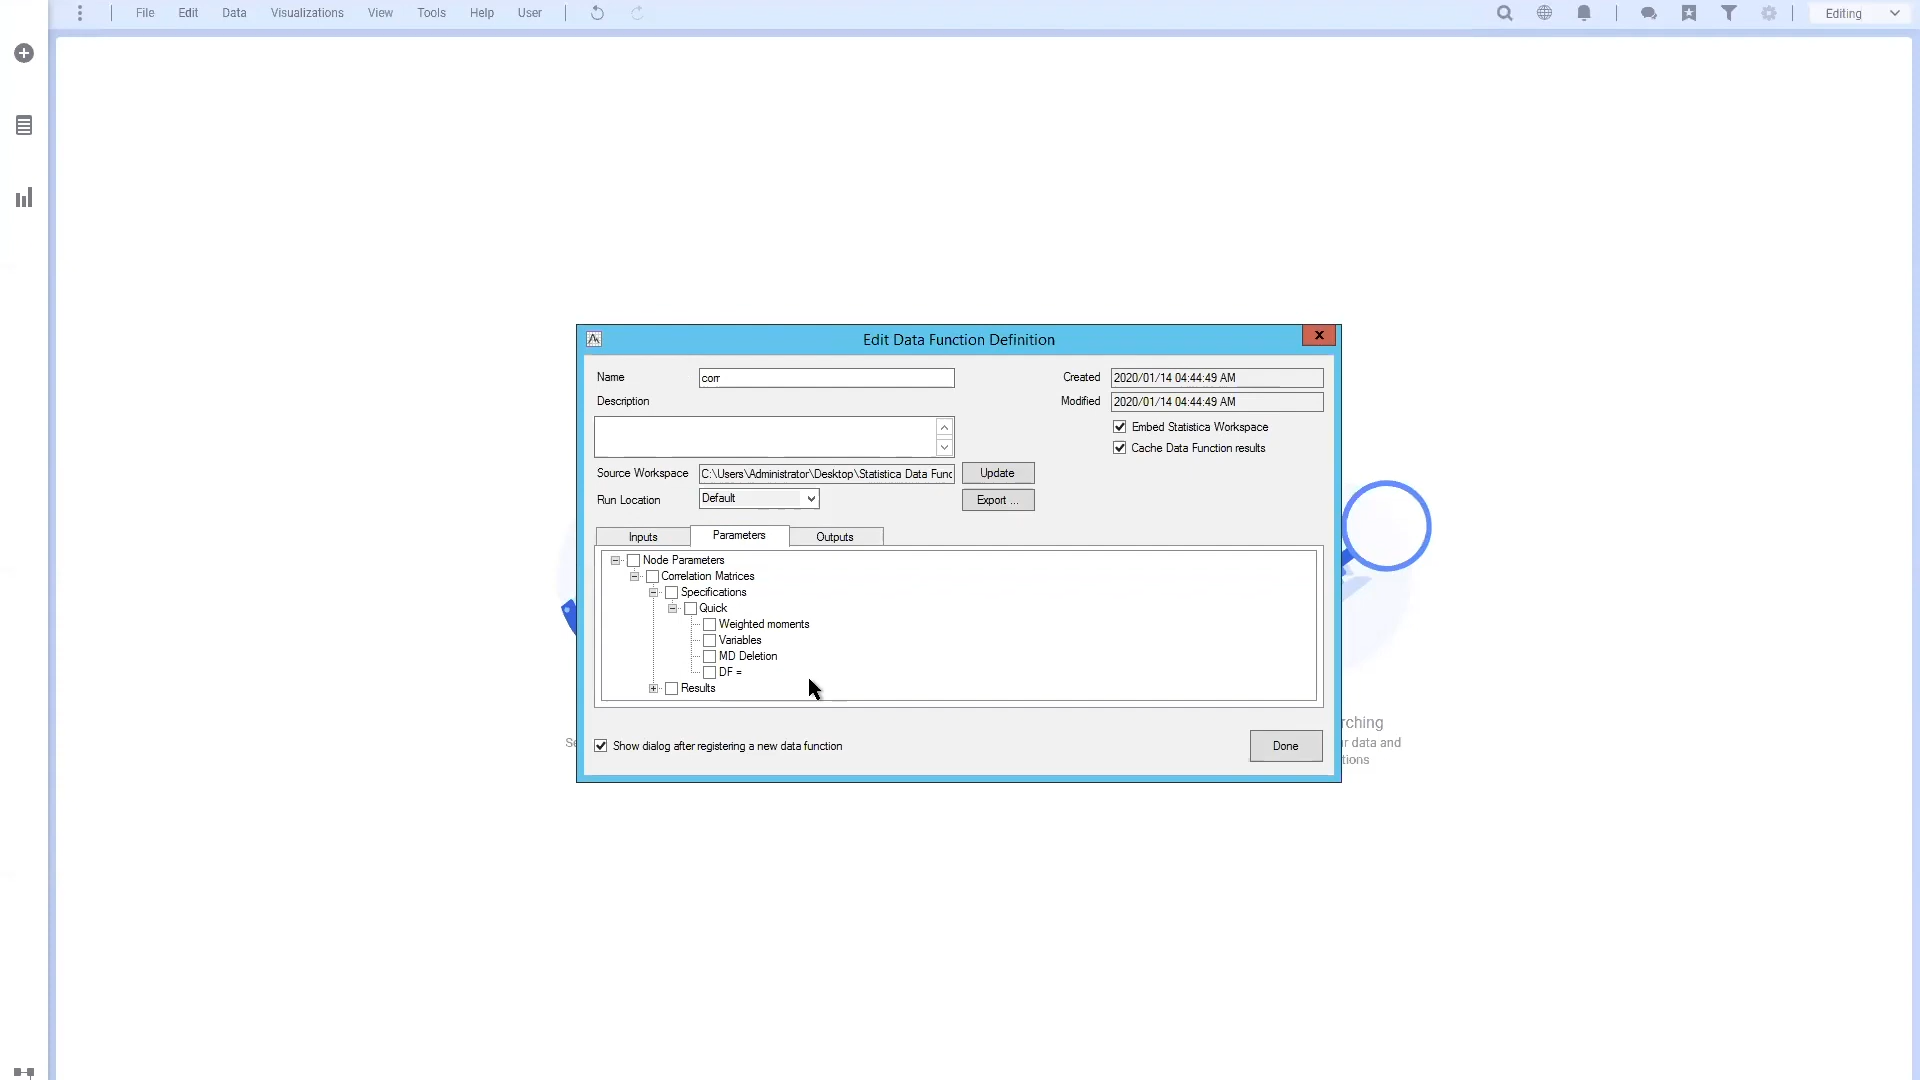 File Edit Data Visualizations View Tools Help User Editing
Edit Data Function Definition
x
Name corr Created 2020/01/14 04:44:49 AM
Description Modified 2020/01/14 04:44:49 AM
Embed Statistica Workspace
Cache Data Function results
Source Workspace C:\Users\Administrator\Desktop\Statistica Data Func Update
Run Location Default Export ...
Inputs Parameters Outputs
Node Parameters
Correlation Matrices
Specifications
Quick
Weighted moments
Variables
MD Deletion
DF =
Results
rching
Se r data and
tions
Show dialog after registering a new data function Done